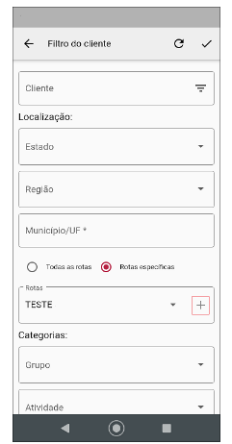 Filtro do cliente
Cliente
Localização:
Estado
Região
Município/UF *
Todas as rotas Rotas específicas
Rotas
TESTE
Categorias:
Grupo
Atividade